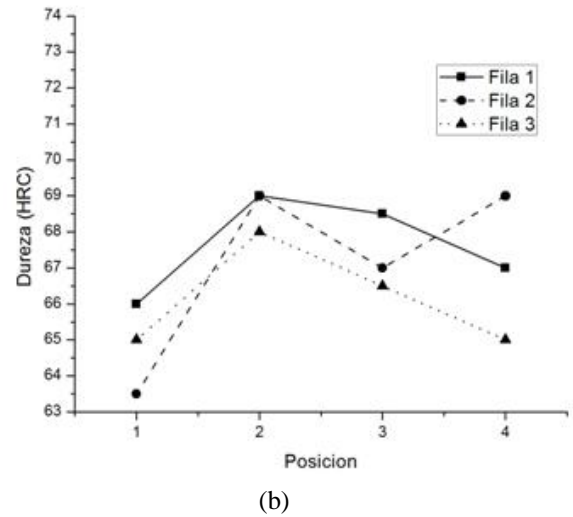 74
73
72
71
70
69
68
67
66
65
64
63
Dureza (HRC)
Fila 1
Fila 2
Fila 3
1 2 3 4
Posicion
(b)